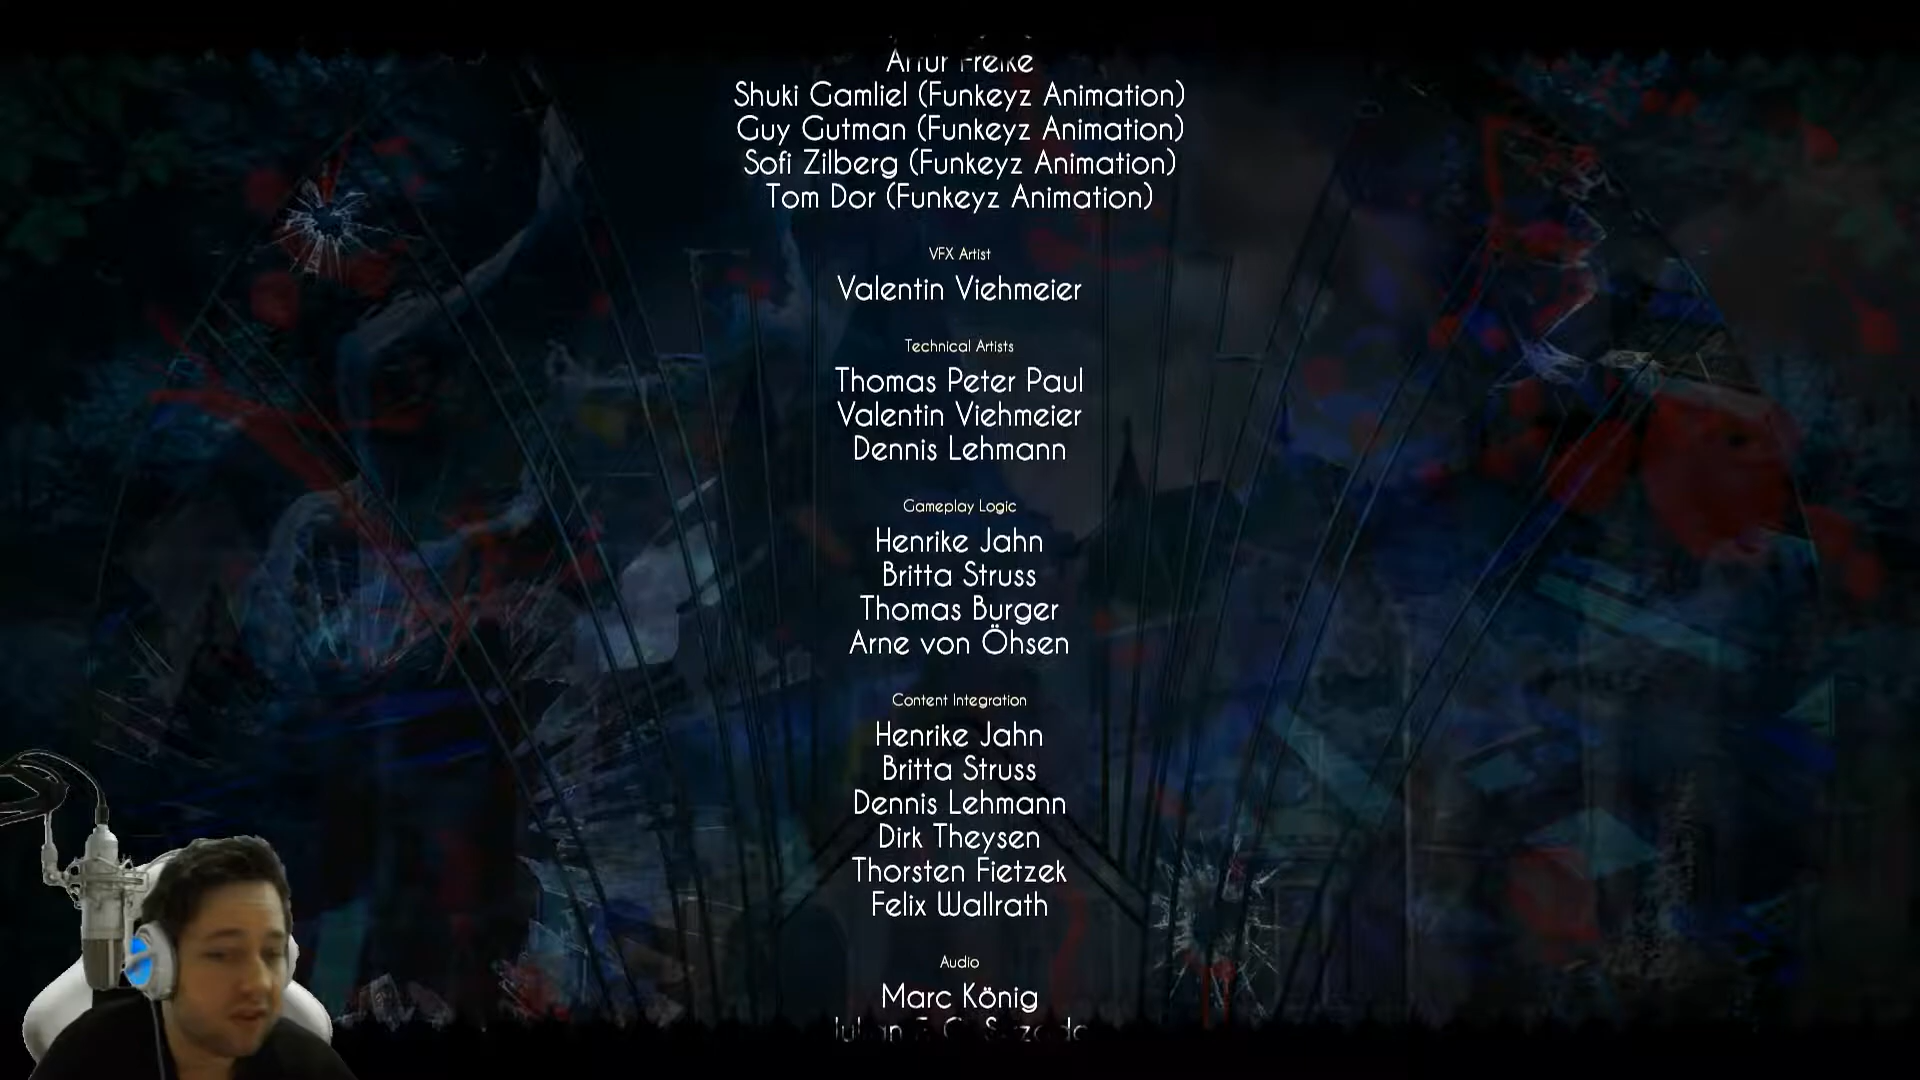 Shuki Gamliel (Funkeyz Animation)
Guy Gutman (Funkeyz Animation)
Sofi Zilberg (Funkeyz Animation)
Tom Dor (Funkeyz Animation)
VFX Artist
Valentin Viehmeier
Technical Artists
Thomas Peter Paul
Valentin Viehmeier
Dennis Lehmann
Gameplay Logic
Henrike Jahn
Britta Struss
Thomas Burger
Arne von Öhsen
Content Integration
Henrike Jahn
Britta Struss
Dennis Lehmann
Dirk Theysen
Thorsten Fietzek
Felix Wallrath
Audio
Marc König